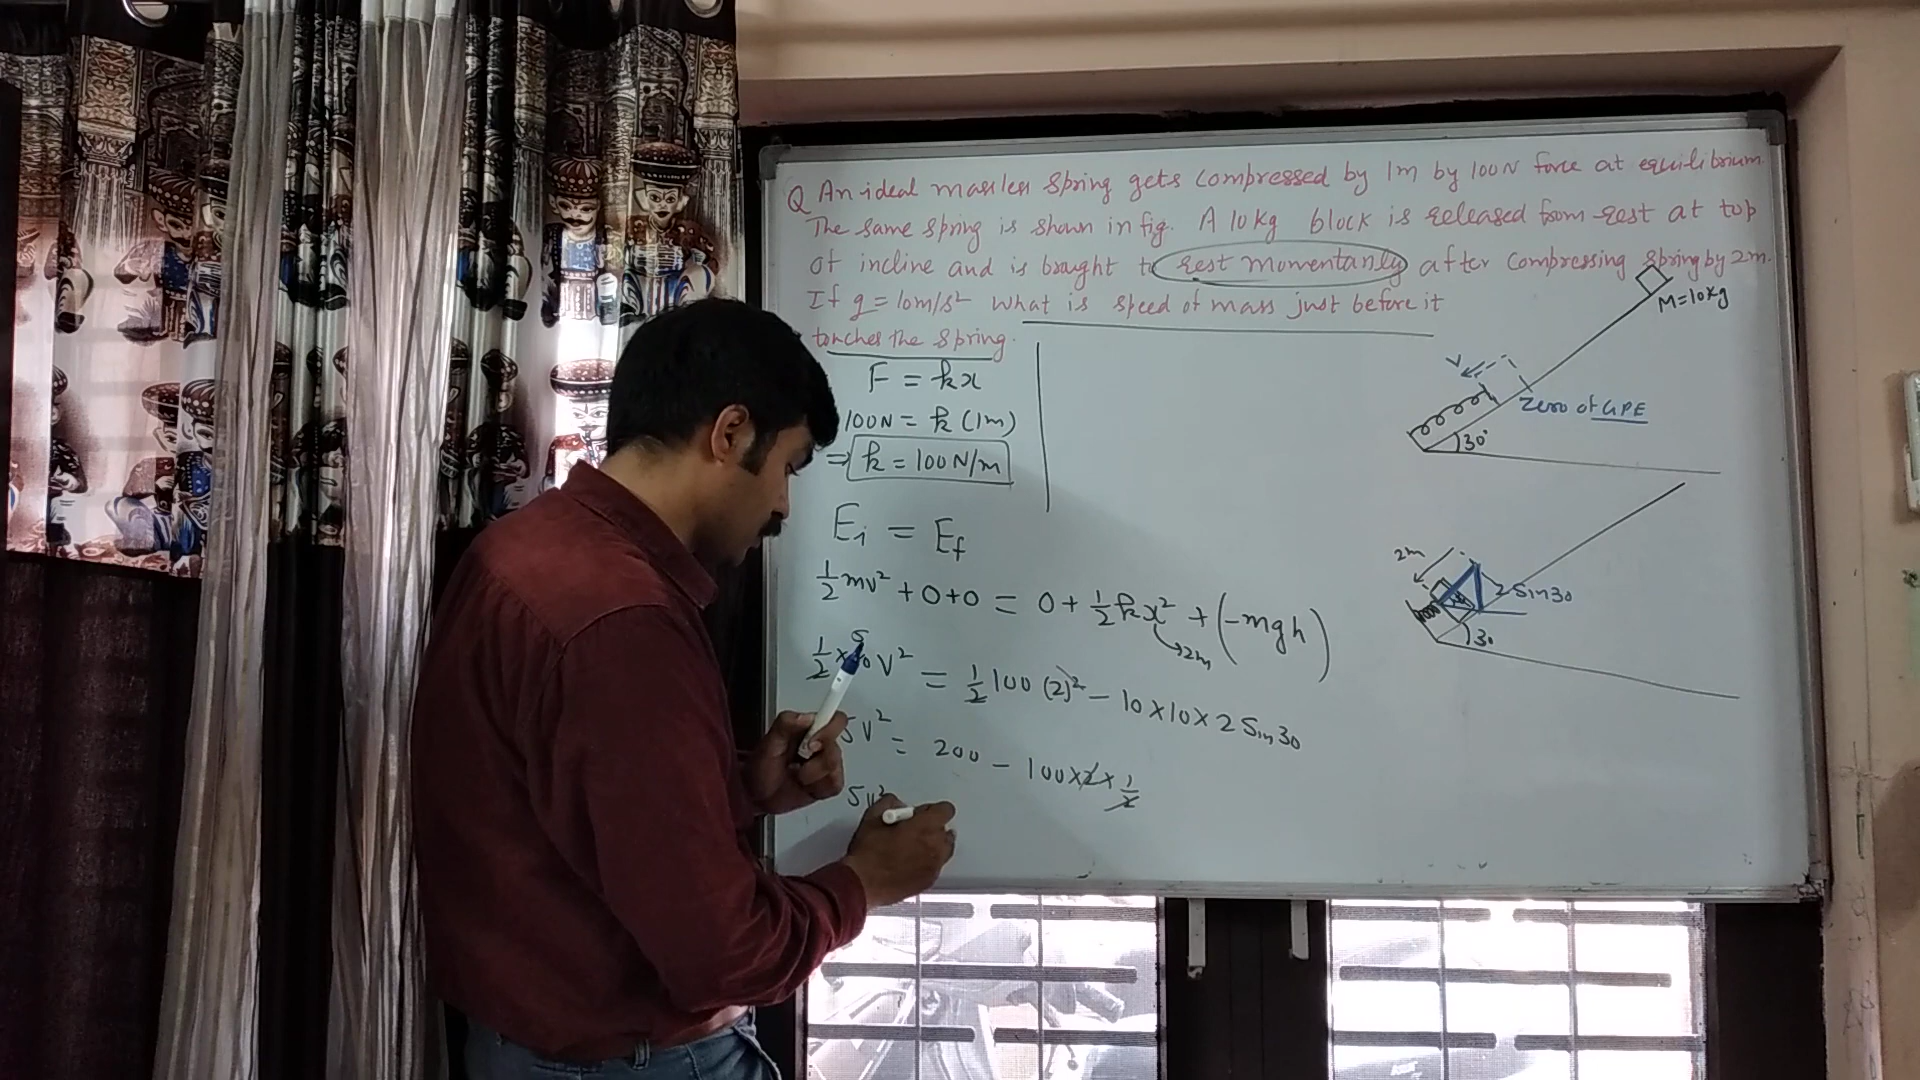 Q An ideal massless spring gets compressed by 1m by 100N force at equilibrium.
The same spring is shown in fig. A 10kg block is released from rest at top
of incline and is brought to rest momentanly after compressing spring by 2m.
If g = 10m/s² what is speed of mass just before it
touches the spring.
M=10kg
F = kx
100N = k (1m)
⇒ k = 100N/m
V
Zero of GPE
30°
Ei = Ef
½mv² + 0+0 = 0 + ½kx² + (-mgh)
→2m
2m
2 Sin30
30
½ × 10 V² = ½ 100 (2)² - 10×10×2 Sin30
5
5V² = 200 - 100×2×½
5V²